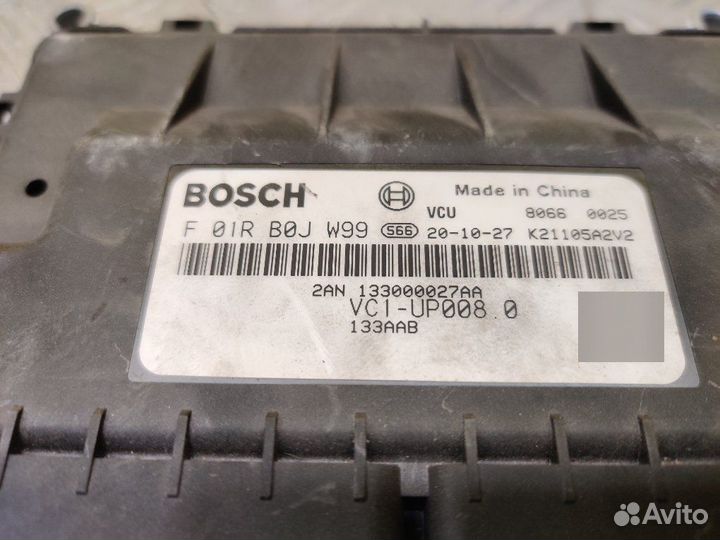 BOSCH
Made in China
VCU 8066 0025
F 01R B0J W99 S66 20-10-27 K21105A2V2
2AN 133000027AA
VCI-UP008.0
133AAB
Avito